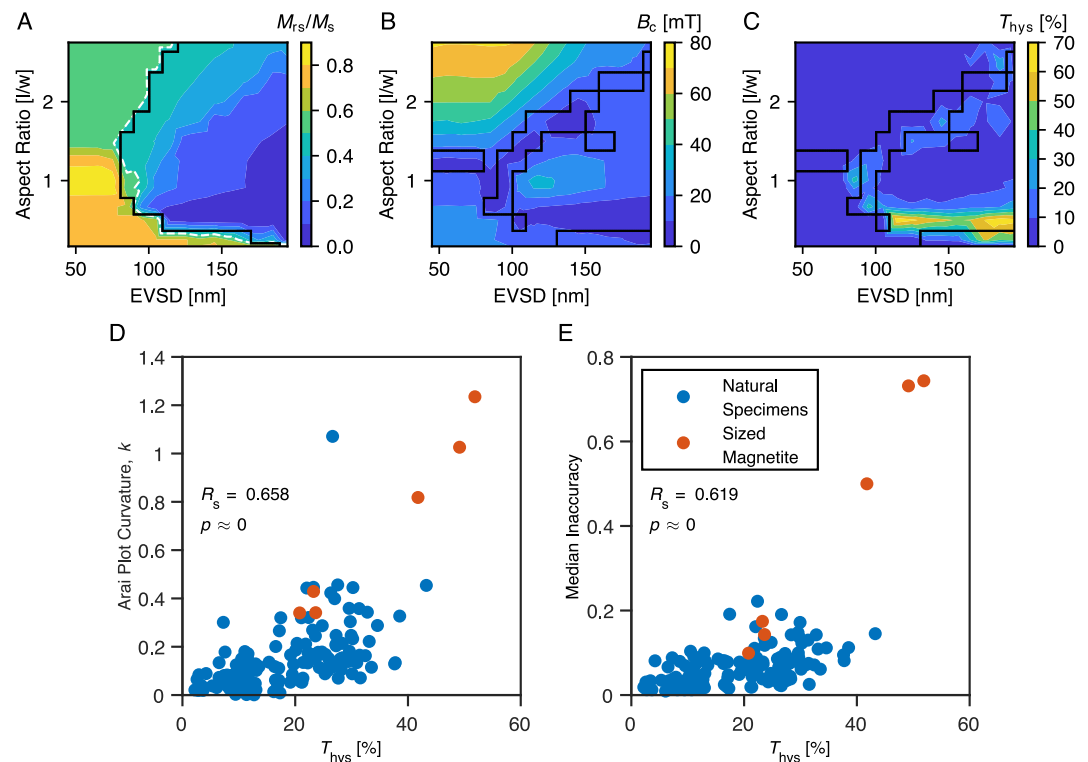 A
M_rs/M_s
B
B_c [mT]
C
T_hys [%]
Aspect Ratio [l/w]
2
1
50
100
150
EVSD [nm]
0.8
0.6
0.4
0.2
0.0
Aspect Ratio [l/w]
2
1
50
100
150
EVSD [nm]
80
60
40
20
0
Aspect Ratio [l/w]
2
1
50
100
150
EVSD [nm]
70
60
50
40
30
20
10
0
D
1.4
1.2
1
0.8
0.6
0.4
0.2
0
Arai Plot Curvature, k
R_s = 0.658
p ≈ 0
0
20
40
60
T_hys [%]
E
0.8
0.6
0.4
0.2
0
Median Inaccuracy
Natural
Specimens
Sized
Magnetite
R_s = 0.619
p ≈ 0
0
20
40
60
T_hys [%]